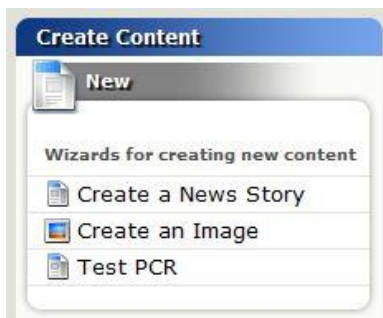 Create Content
New
Wizards for creating new content
Create a News Story
Create an Image
Test PCR